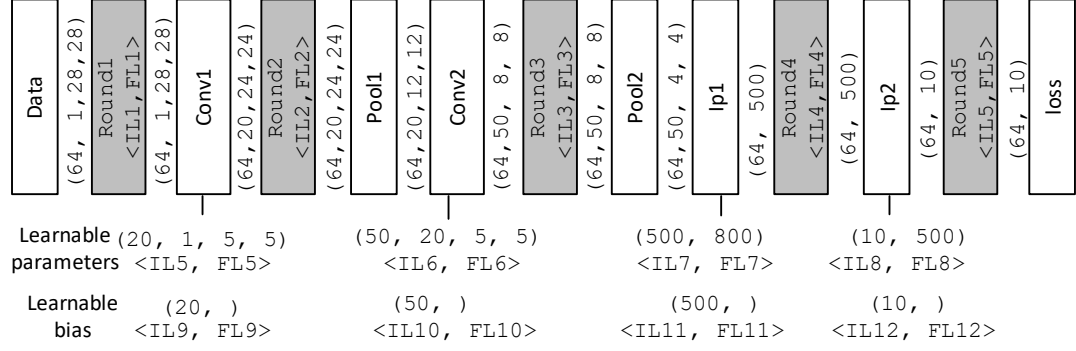 Data
(64, 1,28,28)
Round1
<IL1,FL1>
(64, 1,28,28)
Conv1
(64,20,24,24)
Round2
<IL2,FL2>
(64,20,24,24)
Pool1
(64,20,12,12)
Conv2
(64,50, 8, 8)
Round3
<IL3,FL3>
(64,50, 8, 8)
Pool2
(64,50, 4, 4)
Ip1
(64, 500)
Round4
<IL4,FL4>
(64, 500)
Ip2
(64, 10)
Round5
<IL5,FL5>
(64, 10)
loss
Learnable (20, 1, 5, 5) (50, 20, 5, 5) (500, 800) (10, 500)
parameters <IL5, FL5> <IL6, FL6> <IL7, FL7> <IL8, FL8>
Learnable (20, ) (50, ) (500, ) (10, )
bias <IL9, FL9> <IL10, FL10> <IL11, FL11> <IL12, FL12>